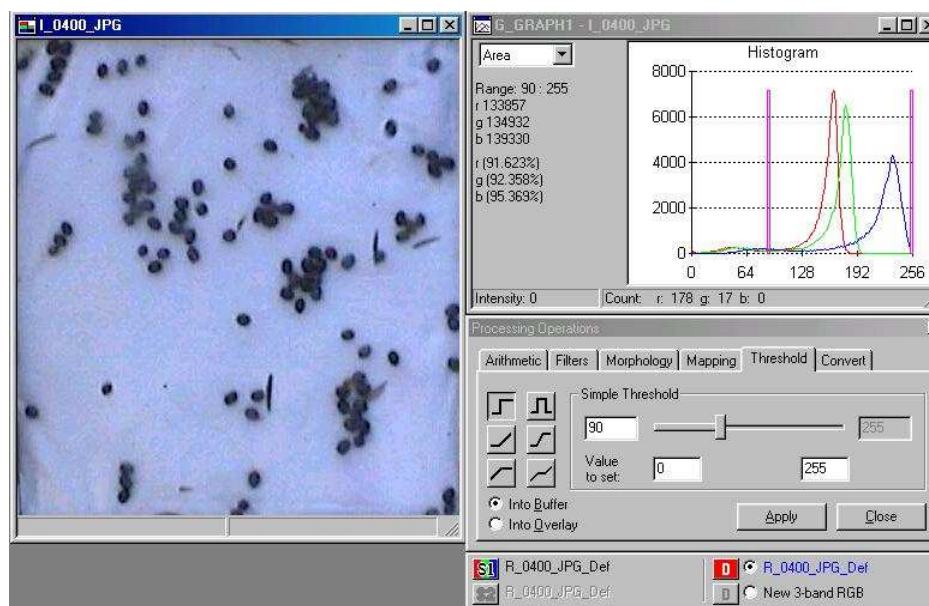 I_0400_JPG
G_GRAPH1 - I_0400_JPG
Area
Range: 90 : 255
r 133857
g 134932
b 139330
r (91.623%)
g (92.358%)
b (95.369%)
Histogram
8000
6000
4000
2000
0
0 64 128 192 256
Intensity: 0
Count: r: 178 g: 17 b: 0
Processing Operations
Arithmetic Filters Morphology Mapping Threshold Convert
Simple Threshold
90 255
Value to set: 0 255
Into Buffer
Into Overlay
Apply Close
S1 R_0400_JPG_Def D R_0400_JPG_Def
S2 R_0400_JPG_Def D New 3-band RGB